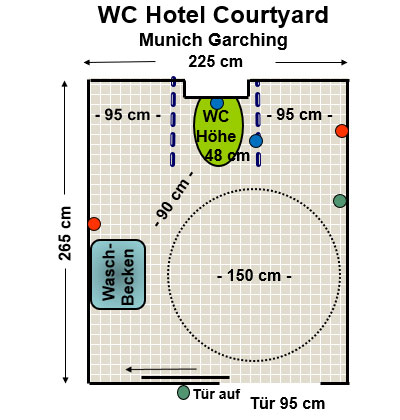 WC Hotel Courtyard
Munich Garching
225 cm
- 95 cm -
- 95 cm -
WC
Höhe
48 cm
- 90 cm -
265 cm
- 150 cm -
Wasch-
Becken
Tür auf
Tür 95 cm